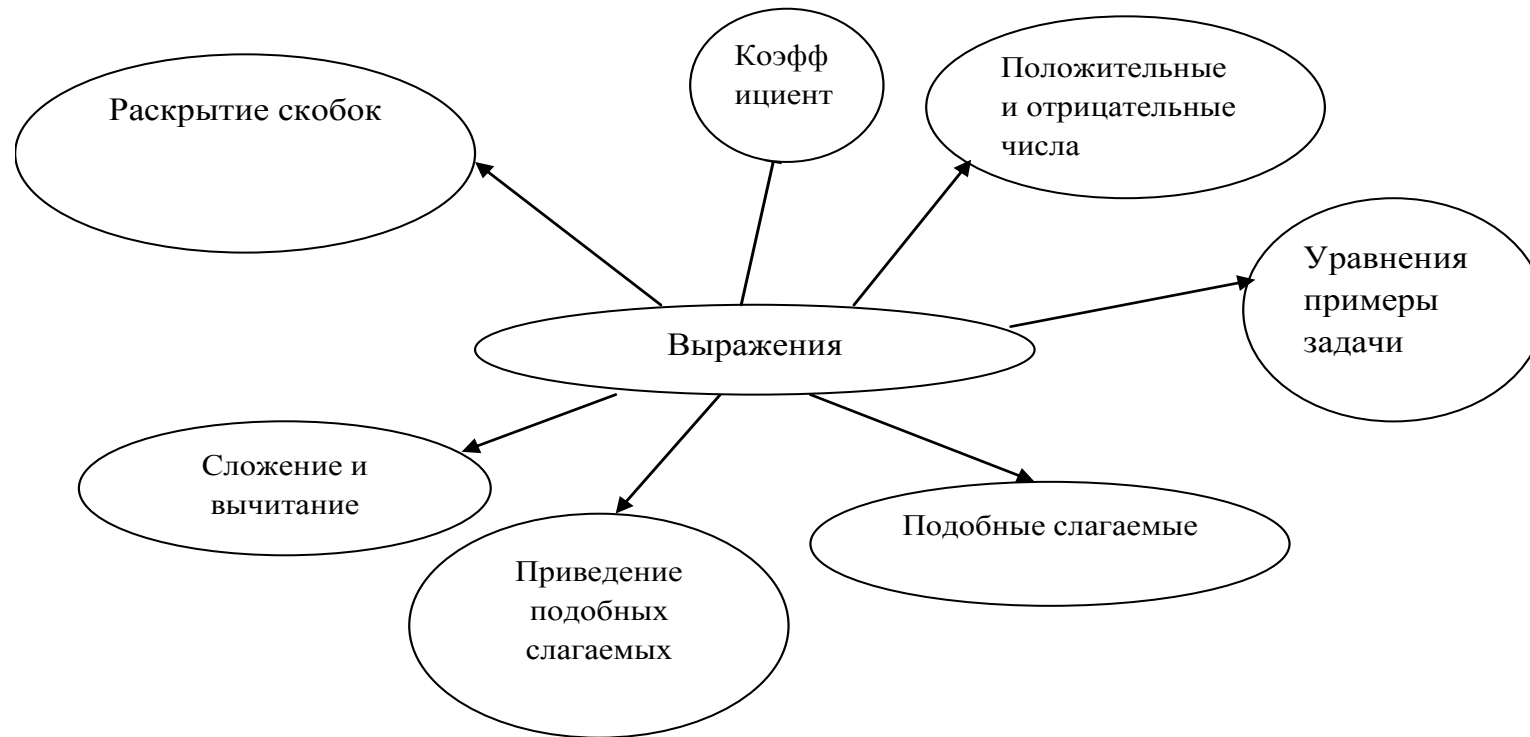 Раскрытие скобок
Коэфф
ициент
Положительные
и отрицательные
числа
Уравнения
примеры
задачи
Выражения
Сложение и
вычитание
Приведение
подобных
слагаемых
Подобные слагаемые